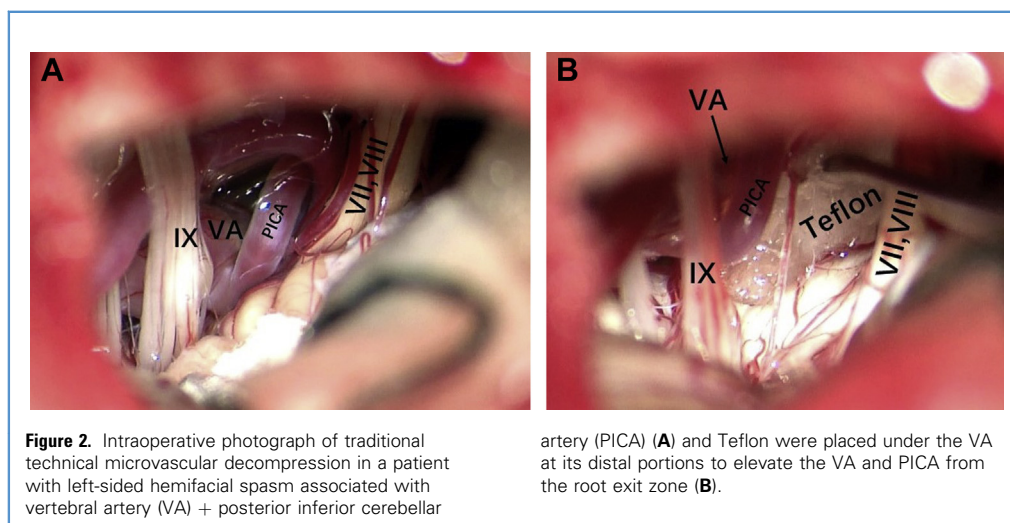 A
IX
VA
PICA
VII,VIII
B
VA
PICA
Teflon
IX
VII,VIII
Figure 2. Intraoperative photograph of traditional
technical microvascular decompression in a patient
with left-sided hemifacial spasm associated with
vertebral artery (VA) + posterior inferior cerebellar
artery (PICA) (A) and Teflon were placed under the VA
at its distal portions to elevate the VA and PICA from
the root exit zone (B).